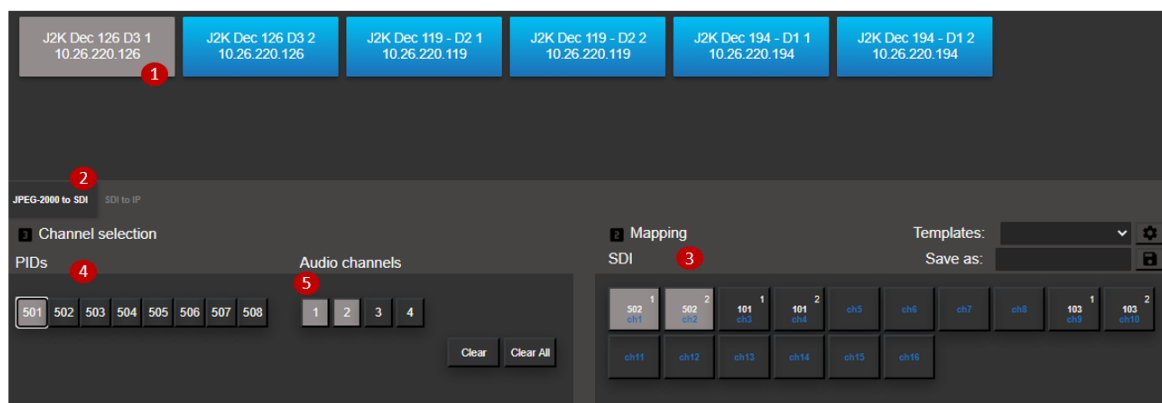 J2K Dec 126 D3 1
10.26.220.126
J2K Dec 126 D3 2
10.26.220.126
J2K Dec 119 - D2 1
10.26.220.119
J2K Dec 119 - D2 2
10.26.220.119
J2K Dec 194 - D1 1
10.26.220.194
J2K Dec 194 - D1 2
10.26.220.194
1
2
JPEG-2000 to SDI
SDI to IP
3 Channel selection
PIDs
4
Audio channels
5
501 502 503 504 505 506 507 508
1 2 3 4
Clear Clear All
2 Mapping
SDI
3
Templates:
Save as:
502 1
ch1
502 2
ch2
101 1
ch3
101 2
ch4
ch5
ch6
ch7
ch8
103 1
ch9
103 2
ch10
ch11
ch12
ch13
ch14
ch15
ch16